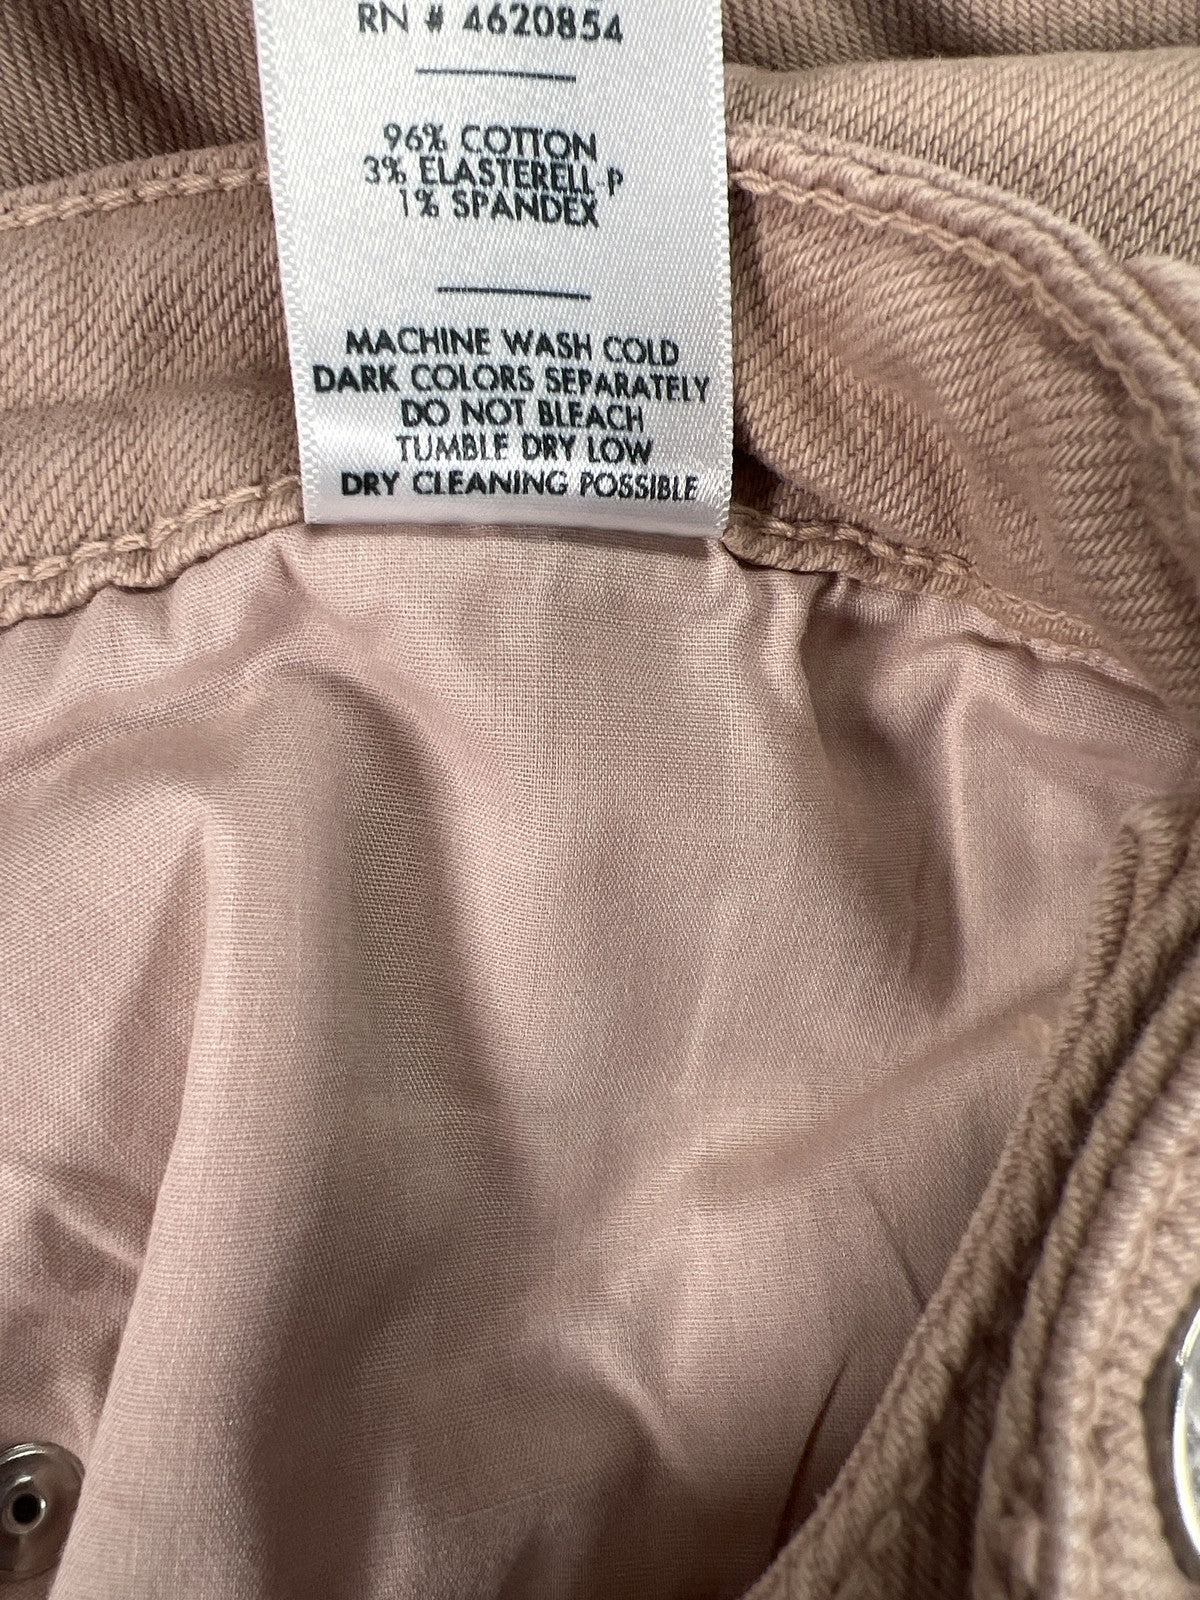 RN # 4620854
96% COTTON
3% ELASTERELL-P
1% SPANDEX
MACHINE WASH COLD
DARK COLORS SEPARATELY
DO NOT BLEACH
TUMBLE DRY LOW
DRY CLEANING POSSIBLE